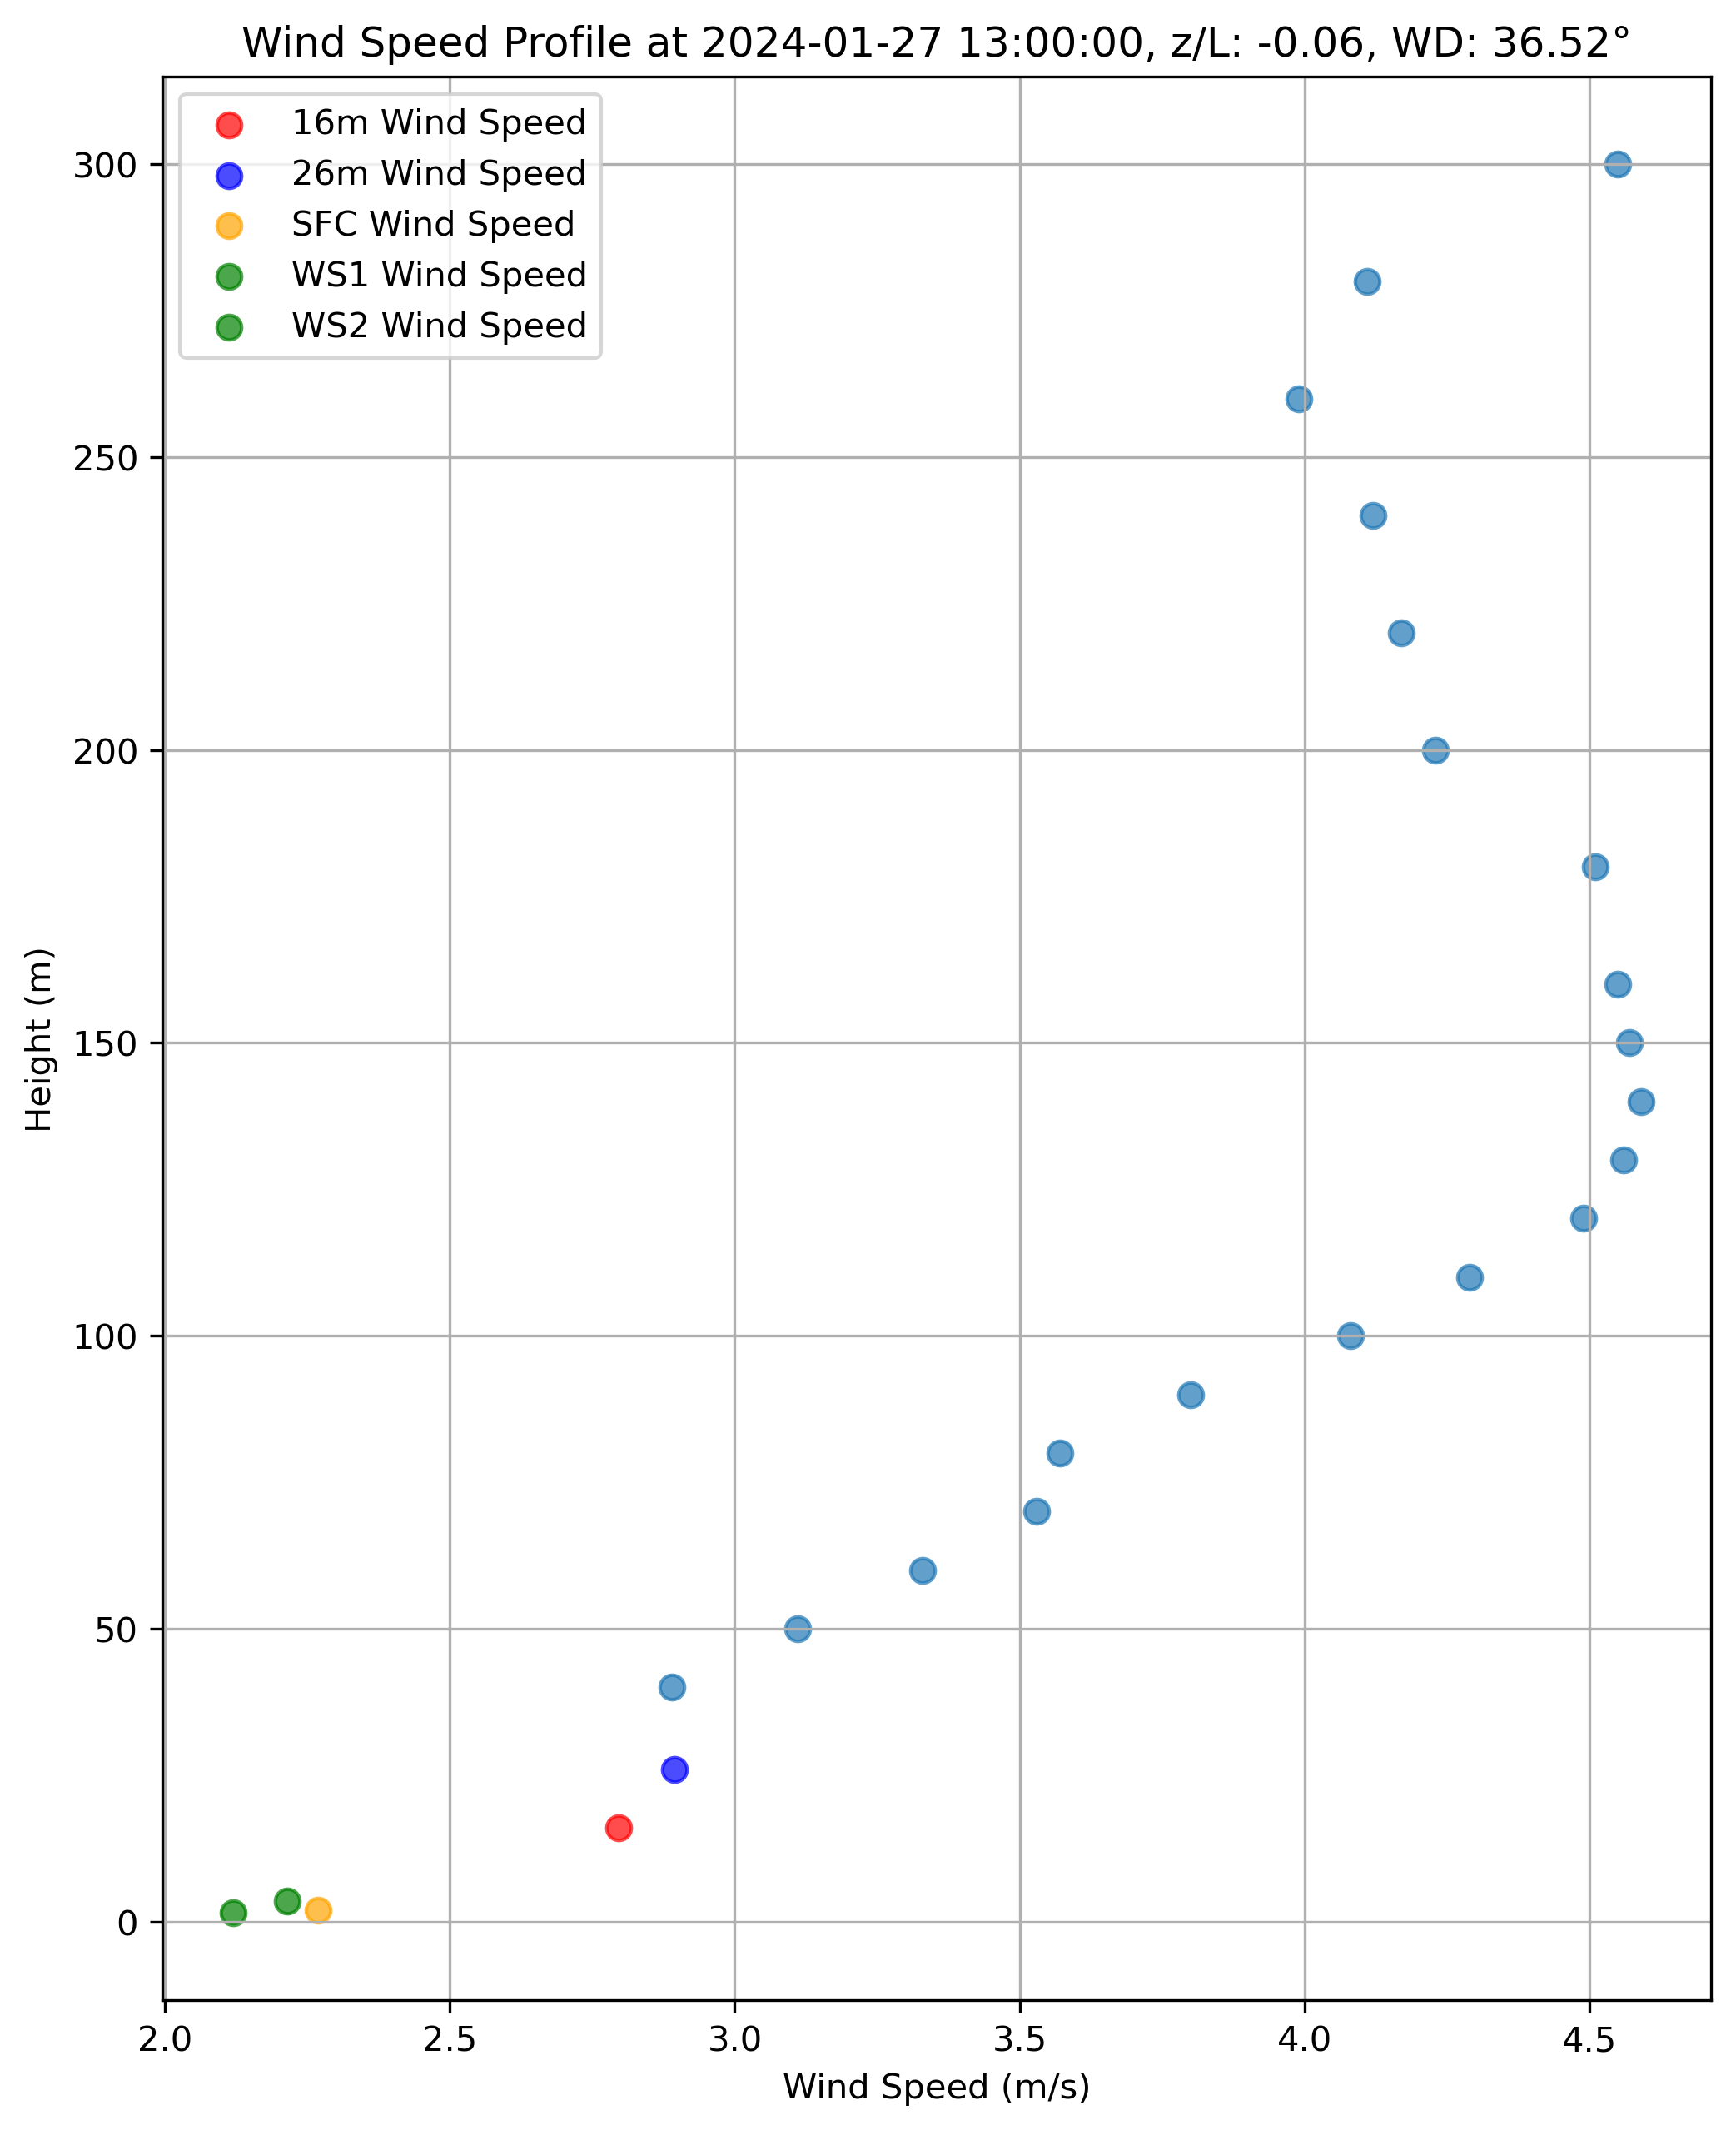 Wind Speed Profile at 2024-01-27 13:00:00, z/L: -0.06, WD: 36.52°
16m Wind Speed
26m Wind Speed
SFC Wind Speed
WS1 Wind Speed
WS2 Wind Speed
300
250
200
150
100
50
0
Height (m)
2.0 2.5 3.0 3.5 4.0 4.5
Wind Speed (m/s)